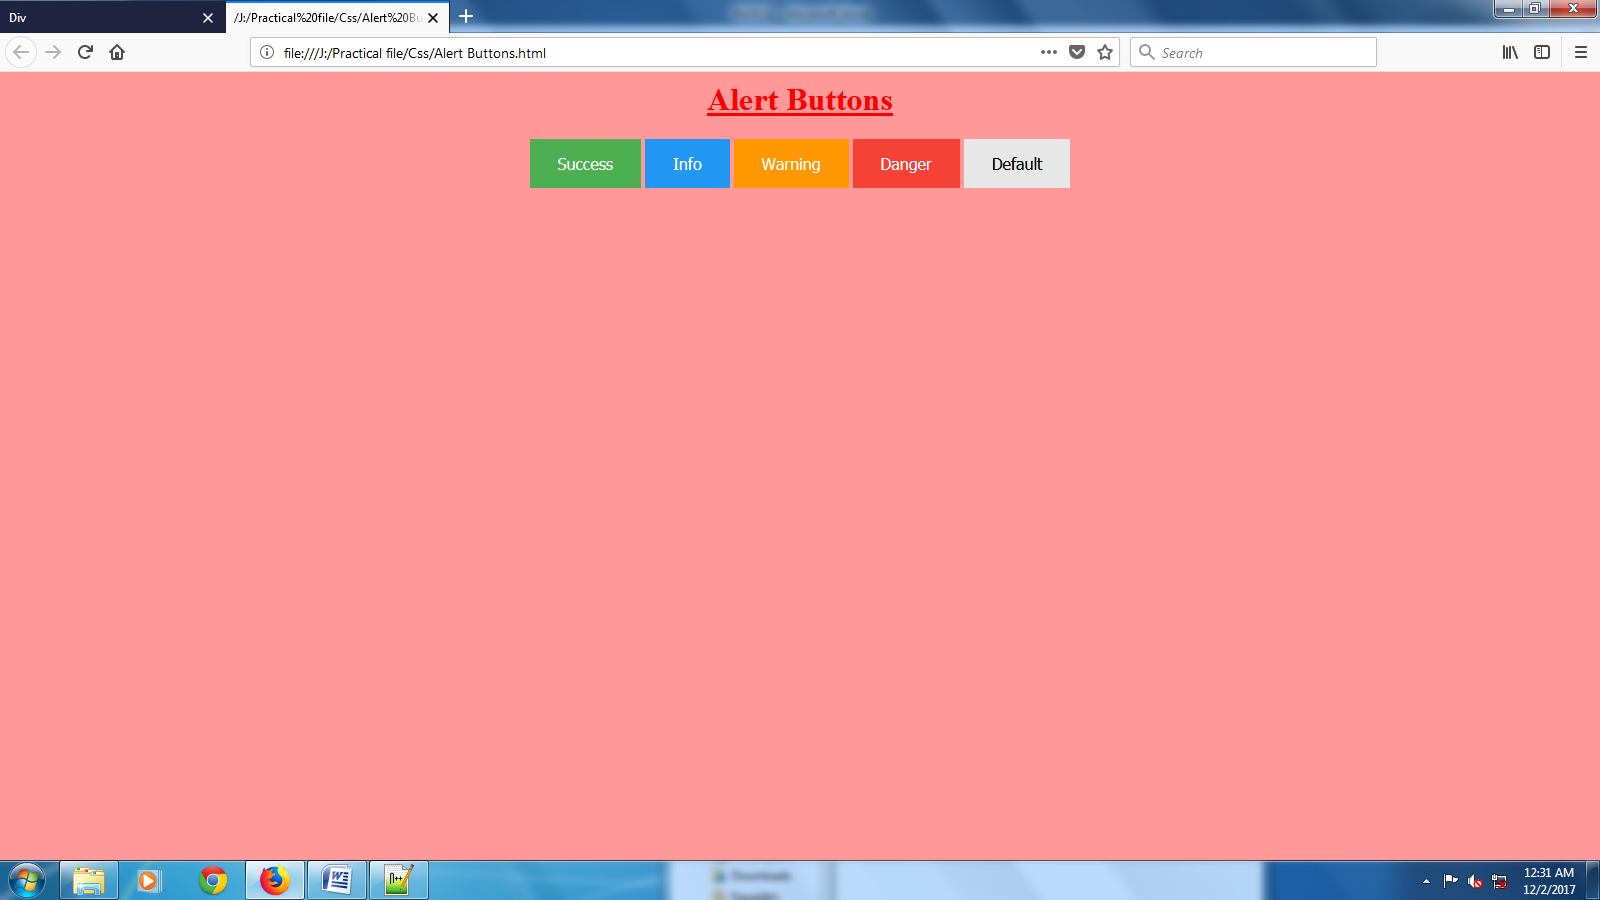 Div
/J:/Practical%20file/Css/Alert%20Bu
file:///J:/Practical file/Css/Alert Buttons.html
Search
Alert Buttons
Success
Info
Warning
Danger
Default
12:31 AM
12/2/2017